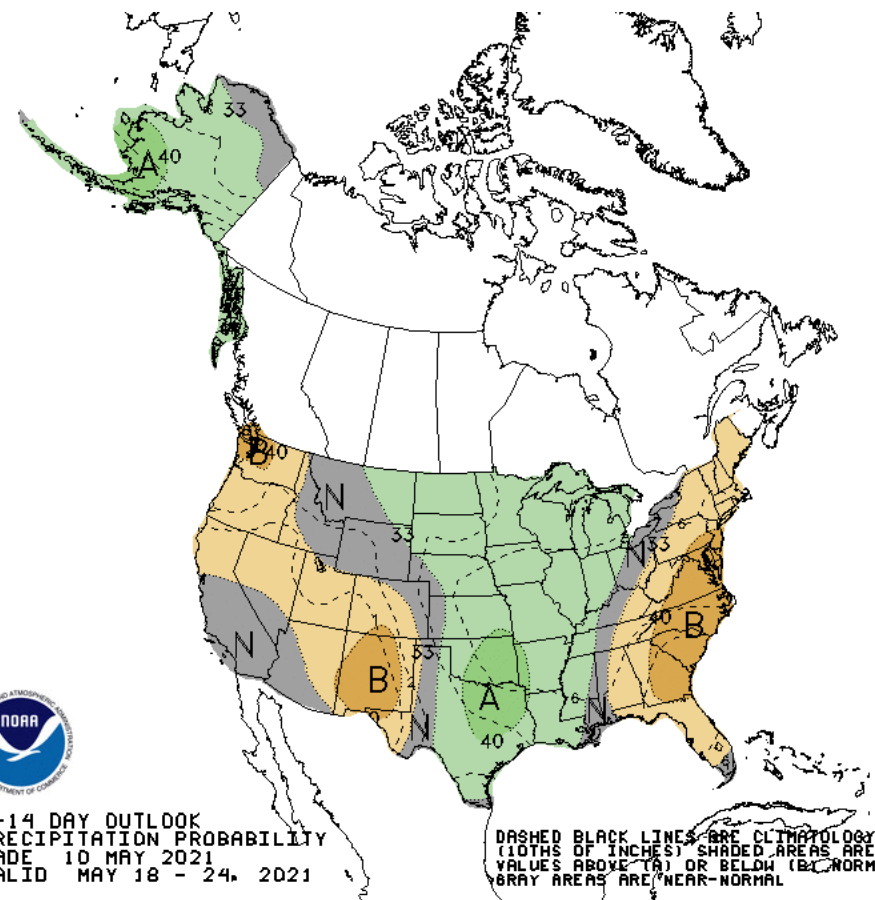 33
A 40
B 40
N
33
N 33
40 B
N
33
B
2
A
6
N
N
40
NOAA
-14 DAY OUTLOOK
RECIPITATION PROBABILITY
ADE 10 MAY 2021
ALID MAY 18 - 24, 2021
DASHED BLACK LINES ARE CLIMATOLOGY
(10THS OF INCHES) SHADED AREAS ARE
VALUES ABOVE (A) OR BELOW (B) NORM
GRAY AREAS ARE NEAR-NORMAL